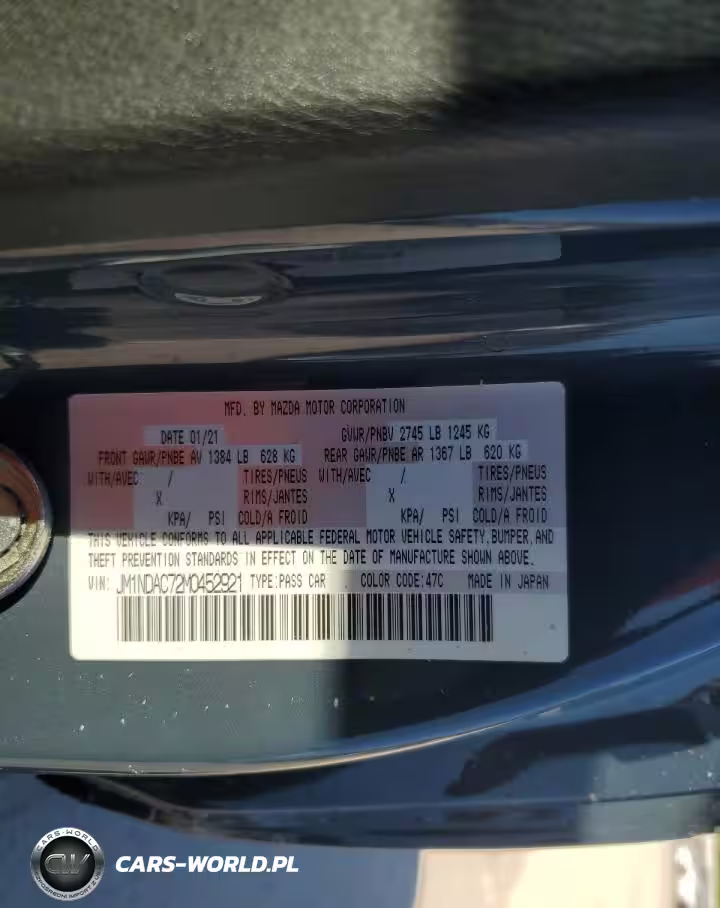 MFD. BY MAZDA MOTOR CORPORATION
DATE 01/21 GVWR/PNBV 2745 LB 1245 KG
FRONT GAWR/PNBE AV 1384 LB 628 KG REAR GAWR/PNBE AR 1367 LB 620 KG
WITH/AVEC / TIRES/PNEUS WITH/AVEC / TIRES/PNEUS
X RIMS/JANTES X RIMS/JANTES
KPA/ PSI COLD/A FROID KPA/ PSI COLD/A FROID
THIS VEHICLE CONFORMS TO ALL APPLICABLE FEDERAL MOTOR VEHICLE SAFETY, BUMPER, AND
THEFT PREVENTION STANDARDS IN EFFECT ON THE DATE OF MANUFACTURE SHOWN ABOVE.
VIN: JM1NDAC72M0452921 TYPE:PASS CAR COLOR CODE:47C MADE IN JAPAN
CARS-WORLD
CW
CARS-WORLD.PL